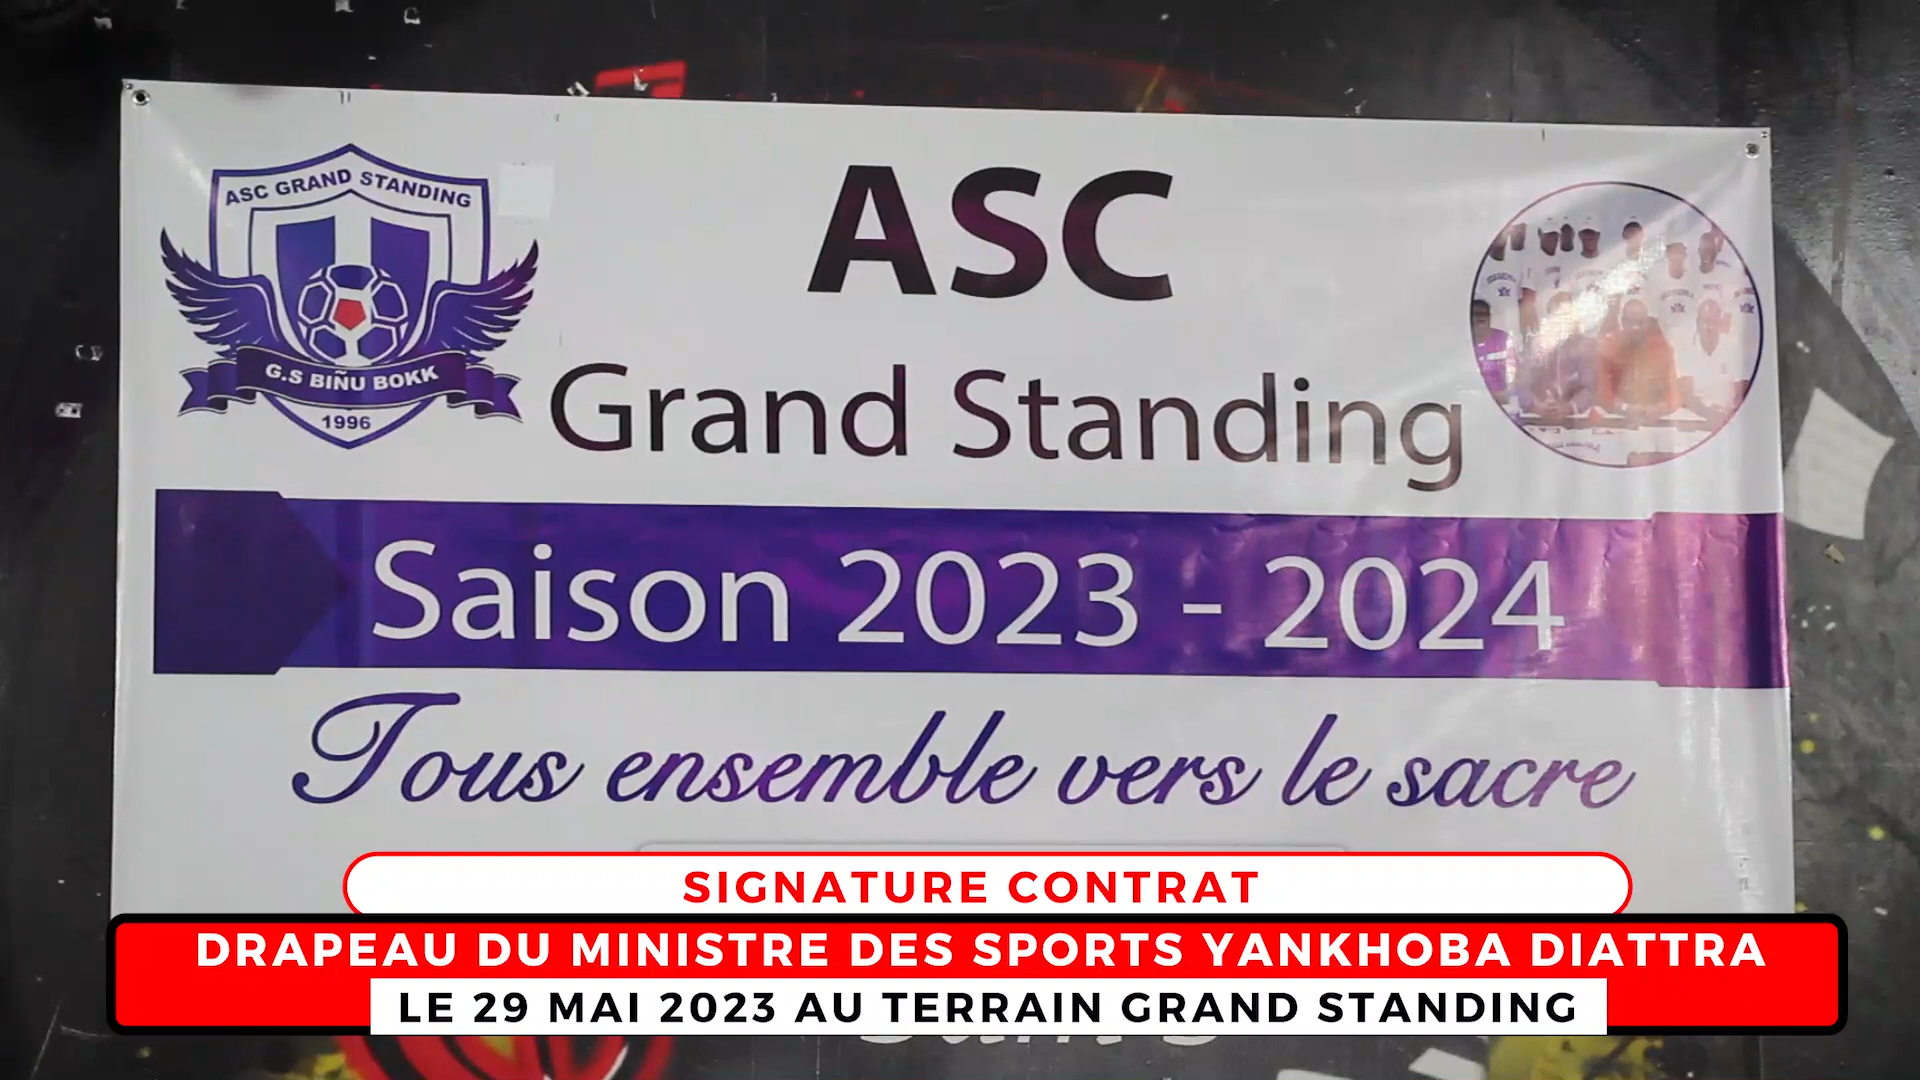 ASC GRAND STANDING
G.S BIÑU BOKK
1996
ASC
Grand Standing
Saison 2023 - 2024
Tous ensemble vers le sacre
SIGNATURE CONTRAT
DRAPEAU DU MINISTRE DES SPORTS YANKHOBA DIATTRA
LE 29 MAI 2023 AU TERRAIN GRAND STANDING